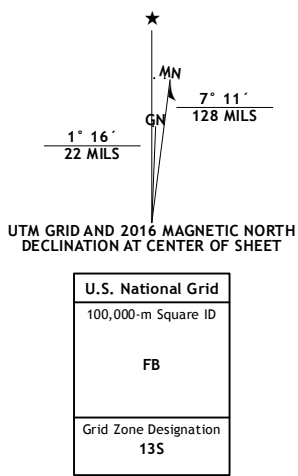 ★
MN
GN
7° 11´
128 MILS
1° 16´
22 MILS
UTM GRID AND 2016 MAGNETIC NORTH
DECLINATION AT CENTER OF SHEET
U.S. National Grid
100,000-m Square ID
FB
Grid Zone Designation
13S